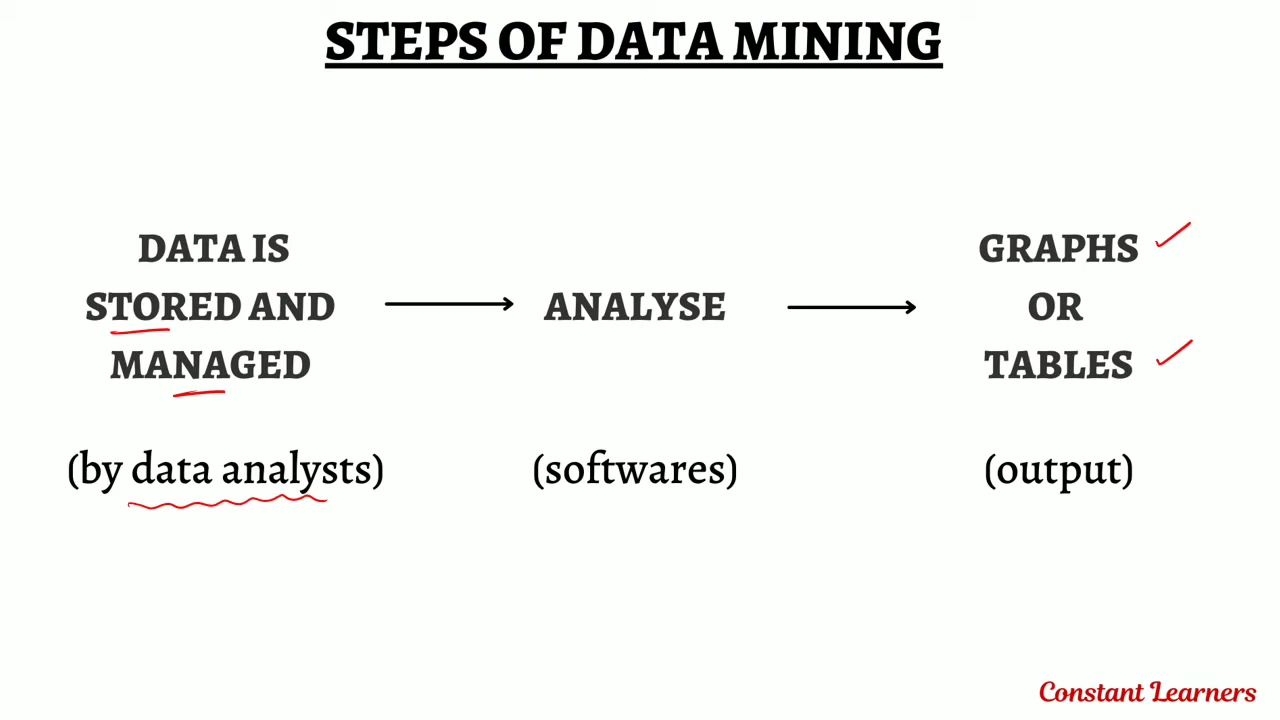 STEPS OF DATA MINING
DATA IS
STORED AND
MANAGED
(by data analysts)
ANALYSE
(softwares)
GRAPHS
OR
TABLES
(output)
Constant Learners